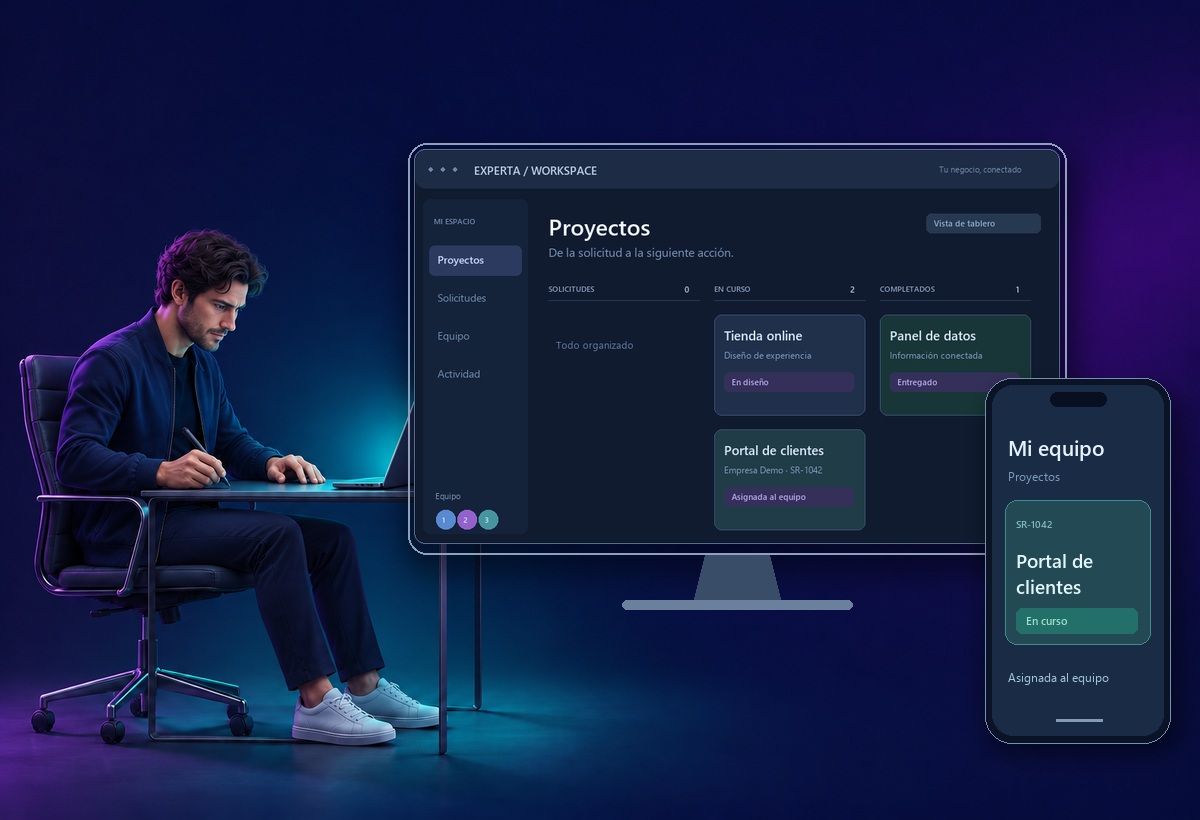 EXPERTA / WORKSPACE
Tu negocio, conectado
MI ESPACIO
Proyectos
Solicitudes
Equipo
Actividad
Equipo
1 2 3
Proyectos
De la solicitud a la siguiente acción.
Vista de tablero
SOLICITUDES 0
Todo organizado
EN CURSO 2
Tienda online
Diseño de experiencia
En diseño
Portal de clientes
Empresa Demo · SR-1042
Asignada al equipo
COMPLETADOS 1
Panel de datos
Información conectada
Entregado
Mi equipo
Proyectos
SR-1042
Portal de
clientes
En curso
Asignada al equipo